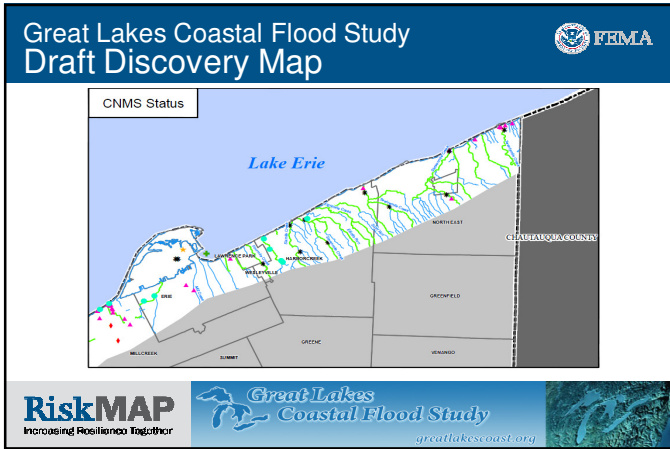 Great Lakes Coastal Flood Study
FEMA
Draft Discovery Map
CNMS Status
Lake Erie
NORTH EAST
CHAUTAUQUA COUNTY
LAWRENCE PARK
HARBORCREEK
WESLEYVILLE
ERIE
GREENFIELD
GREENE
MILLCREEK
SUMMIT
VENANGO
RiskMAP
Increasing Resilience Together
Great Lakes
Coastal Flood Study
greatlakescoast.org